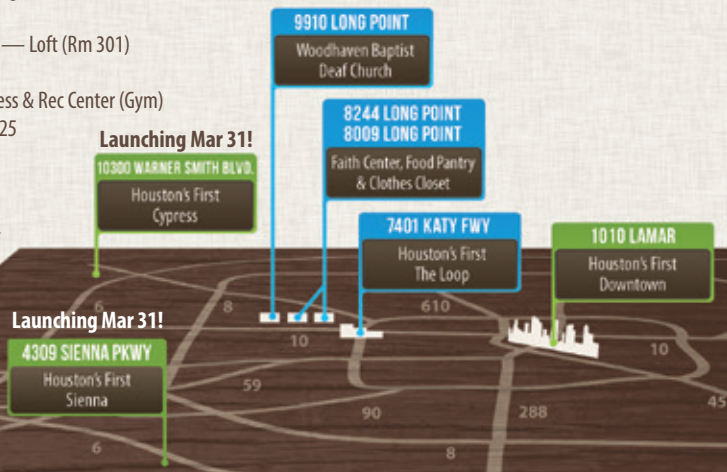 — Loft (Rm 301)
ess & Rec Center (Gym)
25
9910 LONG POINT
Woodhaven Baptist
Deaf Church
8244 LONG POINT
8009 LONG POINT
Faith Center, Food Pantry
& Clothes Closet
Launching Mar 31!
10300 WARNER SMITH BLVD.
Houston's First
Cypress
7401 KATY FWY
Houston's First
The Loop
1010 LAMAR
Houston's First
Downtown
Launching Mar 31!
4309 SIENNA PKWY
Houston's First
Sienna
6
8
610
10
10
59
90
288
45
6
8